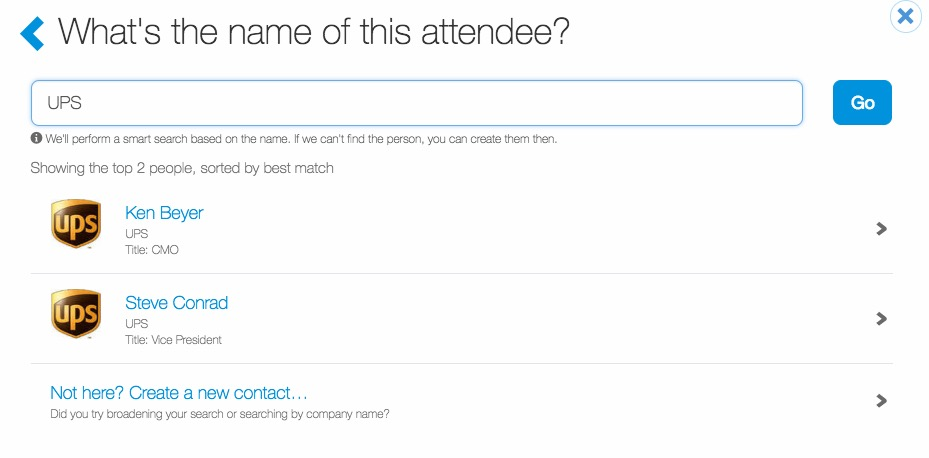 What's the name of this attendee?
UPS
Go
We'll perform a smart search based on the name. If we can't find the person, you can create them then.
Showing the top 2 people, sorted by best match
ups
Ken Beyer
UPS
Title: CMO
ups
Steve Conrad
UPS
Title: Vice President
Not here? Create a new contact…
Did you try broadening your search or searching by company name?